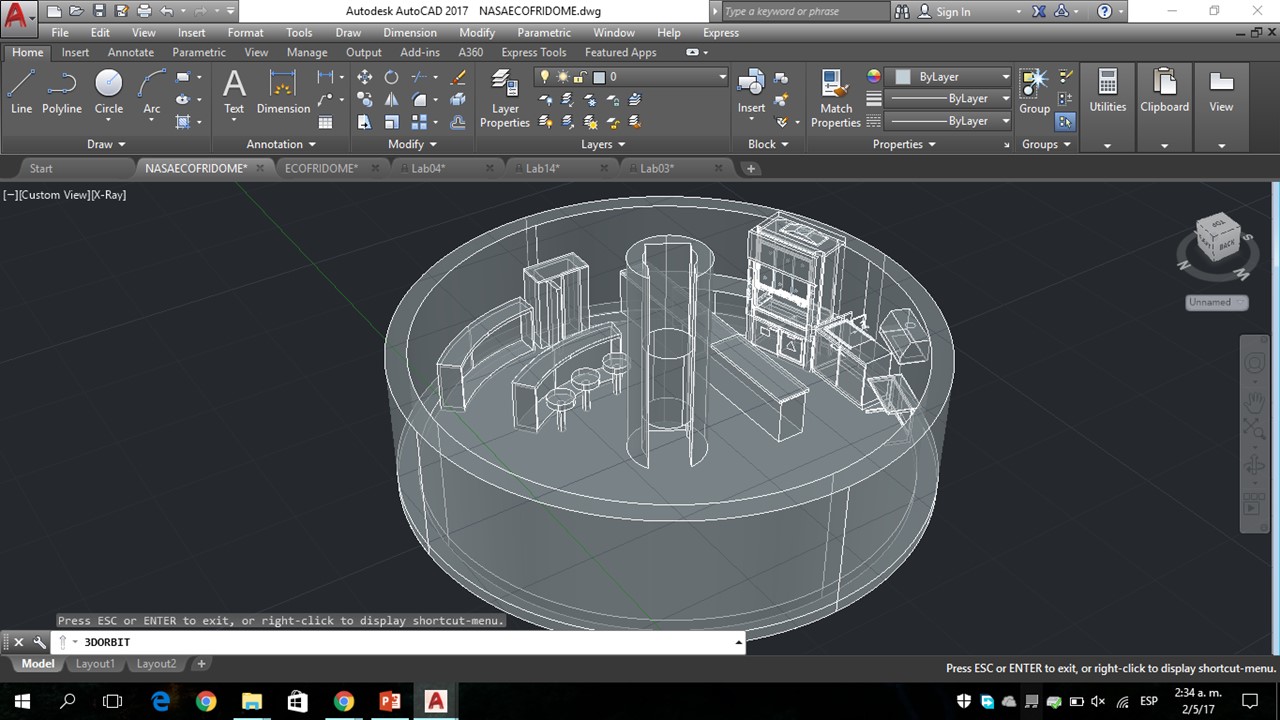 Autodesk AutoCAD 2017 NASAECOFRIDOME.dwg
Type a keyword or phrase
Sign In
File Edit View Insert Format Tools Draw Dimension Modify Parametric Window Help Express
Home Insert Annotate Parametric View Manage Output Add-ins A360 Express Tools Featured Apps
Line Polyline Circle Arc
Text Dimension
Layer Properties
0
Insert
Match Properties
ByLayer
ByLayer
ByLayer
Group
Utilities
Clipboard
View
Draw Annotation Modify Layers Block Properties Groups
Start NASAECOFRIDOME* ECOFRIDOME* Lab04* Lab14* Lab03*
[−][Custom View][X-Ray]
TOP
BACK
N
S
Unnamed
Press ESC or ENTER to exit, or right-click to display shortcut-menu.
3DORBIT
Model Layout1 Layout2
Press ESC or ENTER to exit, or right-click to display shortcut-menu.
ESP
2:34 a. m.
2/5/17